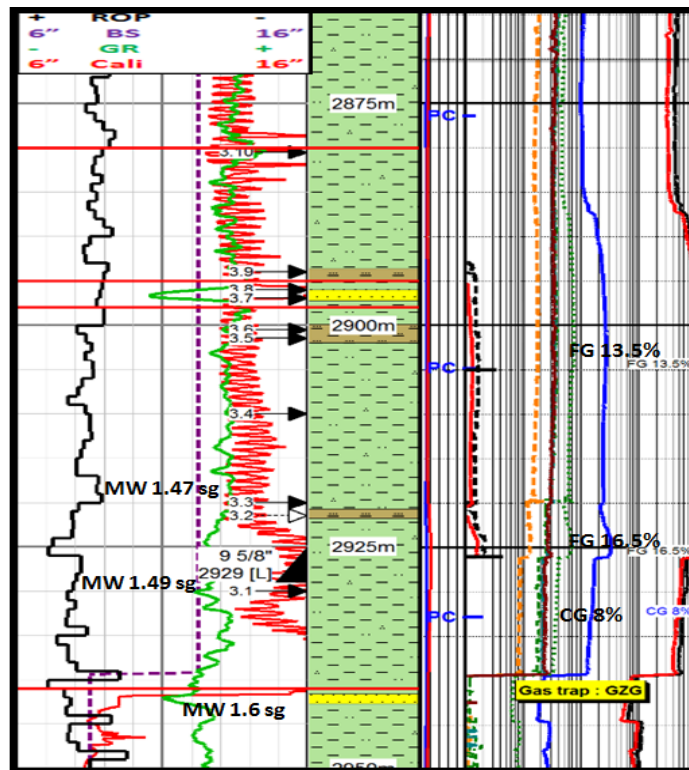 + ROP -
6” BS 16”
- GR +
6” Cali 16”
2875m
PC
3.10
3.9
3.8
3.7
2900m
3.6
3.5
FG 13.5%
FG 13.5%
PC
3.4
MW 1.47 sg
3.3
3.2
FG 16.5%
FG 16.5%
9 5/8"
2925m
2929 [L]
MW 1.49 sg
3.1
CG 8%
CG 8%
PC
Gas trap : GZG
MW 1.6 sg
2950m